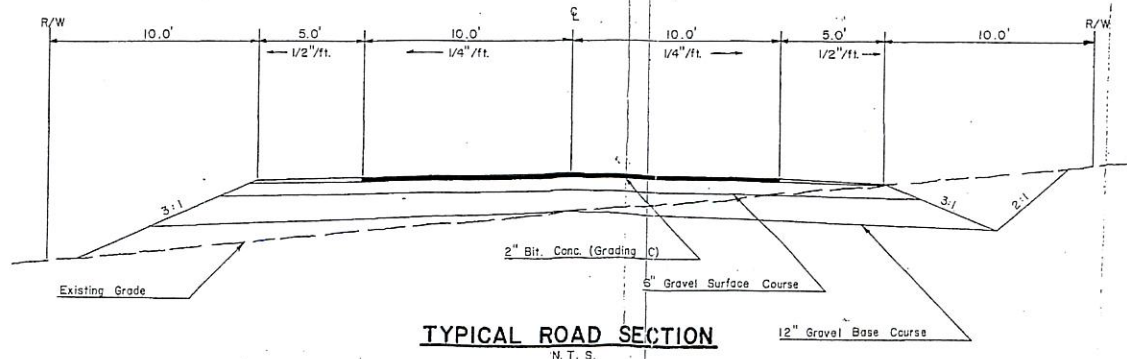 ℄
R/W
R/W
10.0' 5.0' 10.0' 10.0' 5.0' 10.0'
1/2"/ft. 1/4"/ft. 1/4"/ft. 1/2"/ft.
3:1
3:1
2:1
2" Bit. Conc. (Grading C)
6" Gravel Surface Course
Existing Grade
12" Gravel Base Course
TYPICAL ROAD SECTION
N.T.S.